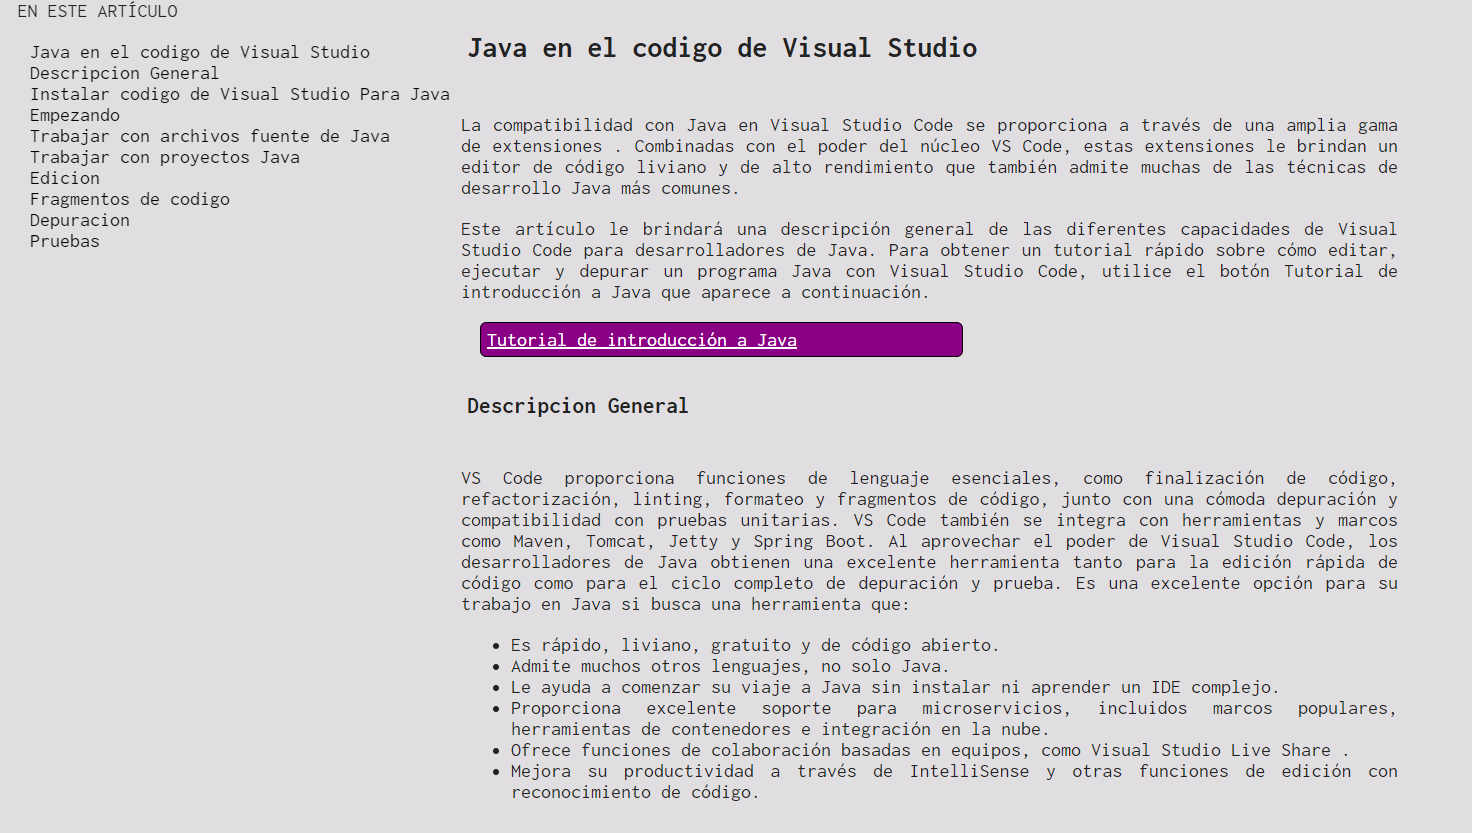 EN ESTE ARTÍCULO
Java en el codigo de Visual Studio
Descripcion General
Instalar codigo de Visual Studio Para Java
Empezando
Trabajar con archivos fuente de Java
Trabajar con proyectos Java
Edicion
Fragmentos de codigo
Depuracion
Pruebas
Java en el codigo de Visual Studio
La compatibilidad con Java en Visual Studio Code se proporciona a través de una amplia gama
de extensiones . Combinadas con el poder del núcleo VS Code, estas extensiones le brindan un
editor de código liviano y de alto rendimiento que también admite muchas de las técnicas de
desarrollo Java más comunes.
Este artículo le brindará una descripción general de las diferentes capacidades de Visual
Studio Code para desarrolladores de Java. Para obtener un tutorial rápido sobre cómo editar,
ejecutar y depurar un programa Java con Visual Studio Code, utilice el botón Tutorial de
introducción a Java que aparece a continuación.
Tutorial de introducción a Java
Descripcion General
VS Code proporciona funciones de lenguaje esenciales, como finalización de código,
refactorización, linting, formateo y fragmentos de código, junto con una cómoda depuración y
compatibilidad con pruebas unitarias. VS Code también se integra con herramientas y marcos
como Maven, Tomcat, Jetty y Spring Boot. Al aprovechar el poder de Visual Studio Code, los
desarrolladores de Java obtienen una excelente herramienta tanto para la edición rápida de
código como para el ciclo completo de depuración y prueba. Es una excelente opción para su
trabajo en Java si busca una herramienta que:
• Es rápido, liviano, gratuito y de código abierto.
• Admite muchos otros lenguajes, no solo Java.
• Le ayuda a comenzar su viaje a Java sin instalar ni aprender un IDE complejo.
• Proporciona excelente soporte para microservicios, incluidos marcos populares,
herramientas de contenedores e integración en la nube.
• Ofrece funciones de colaboración basadas en equipos, como Visual Studio Live Share .
• Mejora su productividad a través de IntelliSense y otras funciones de edición con
reconocimiento de código.